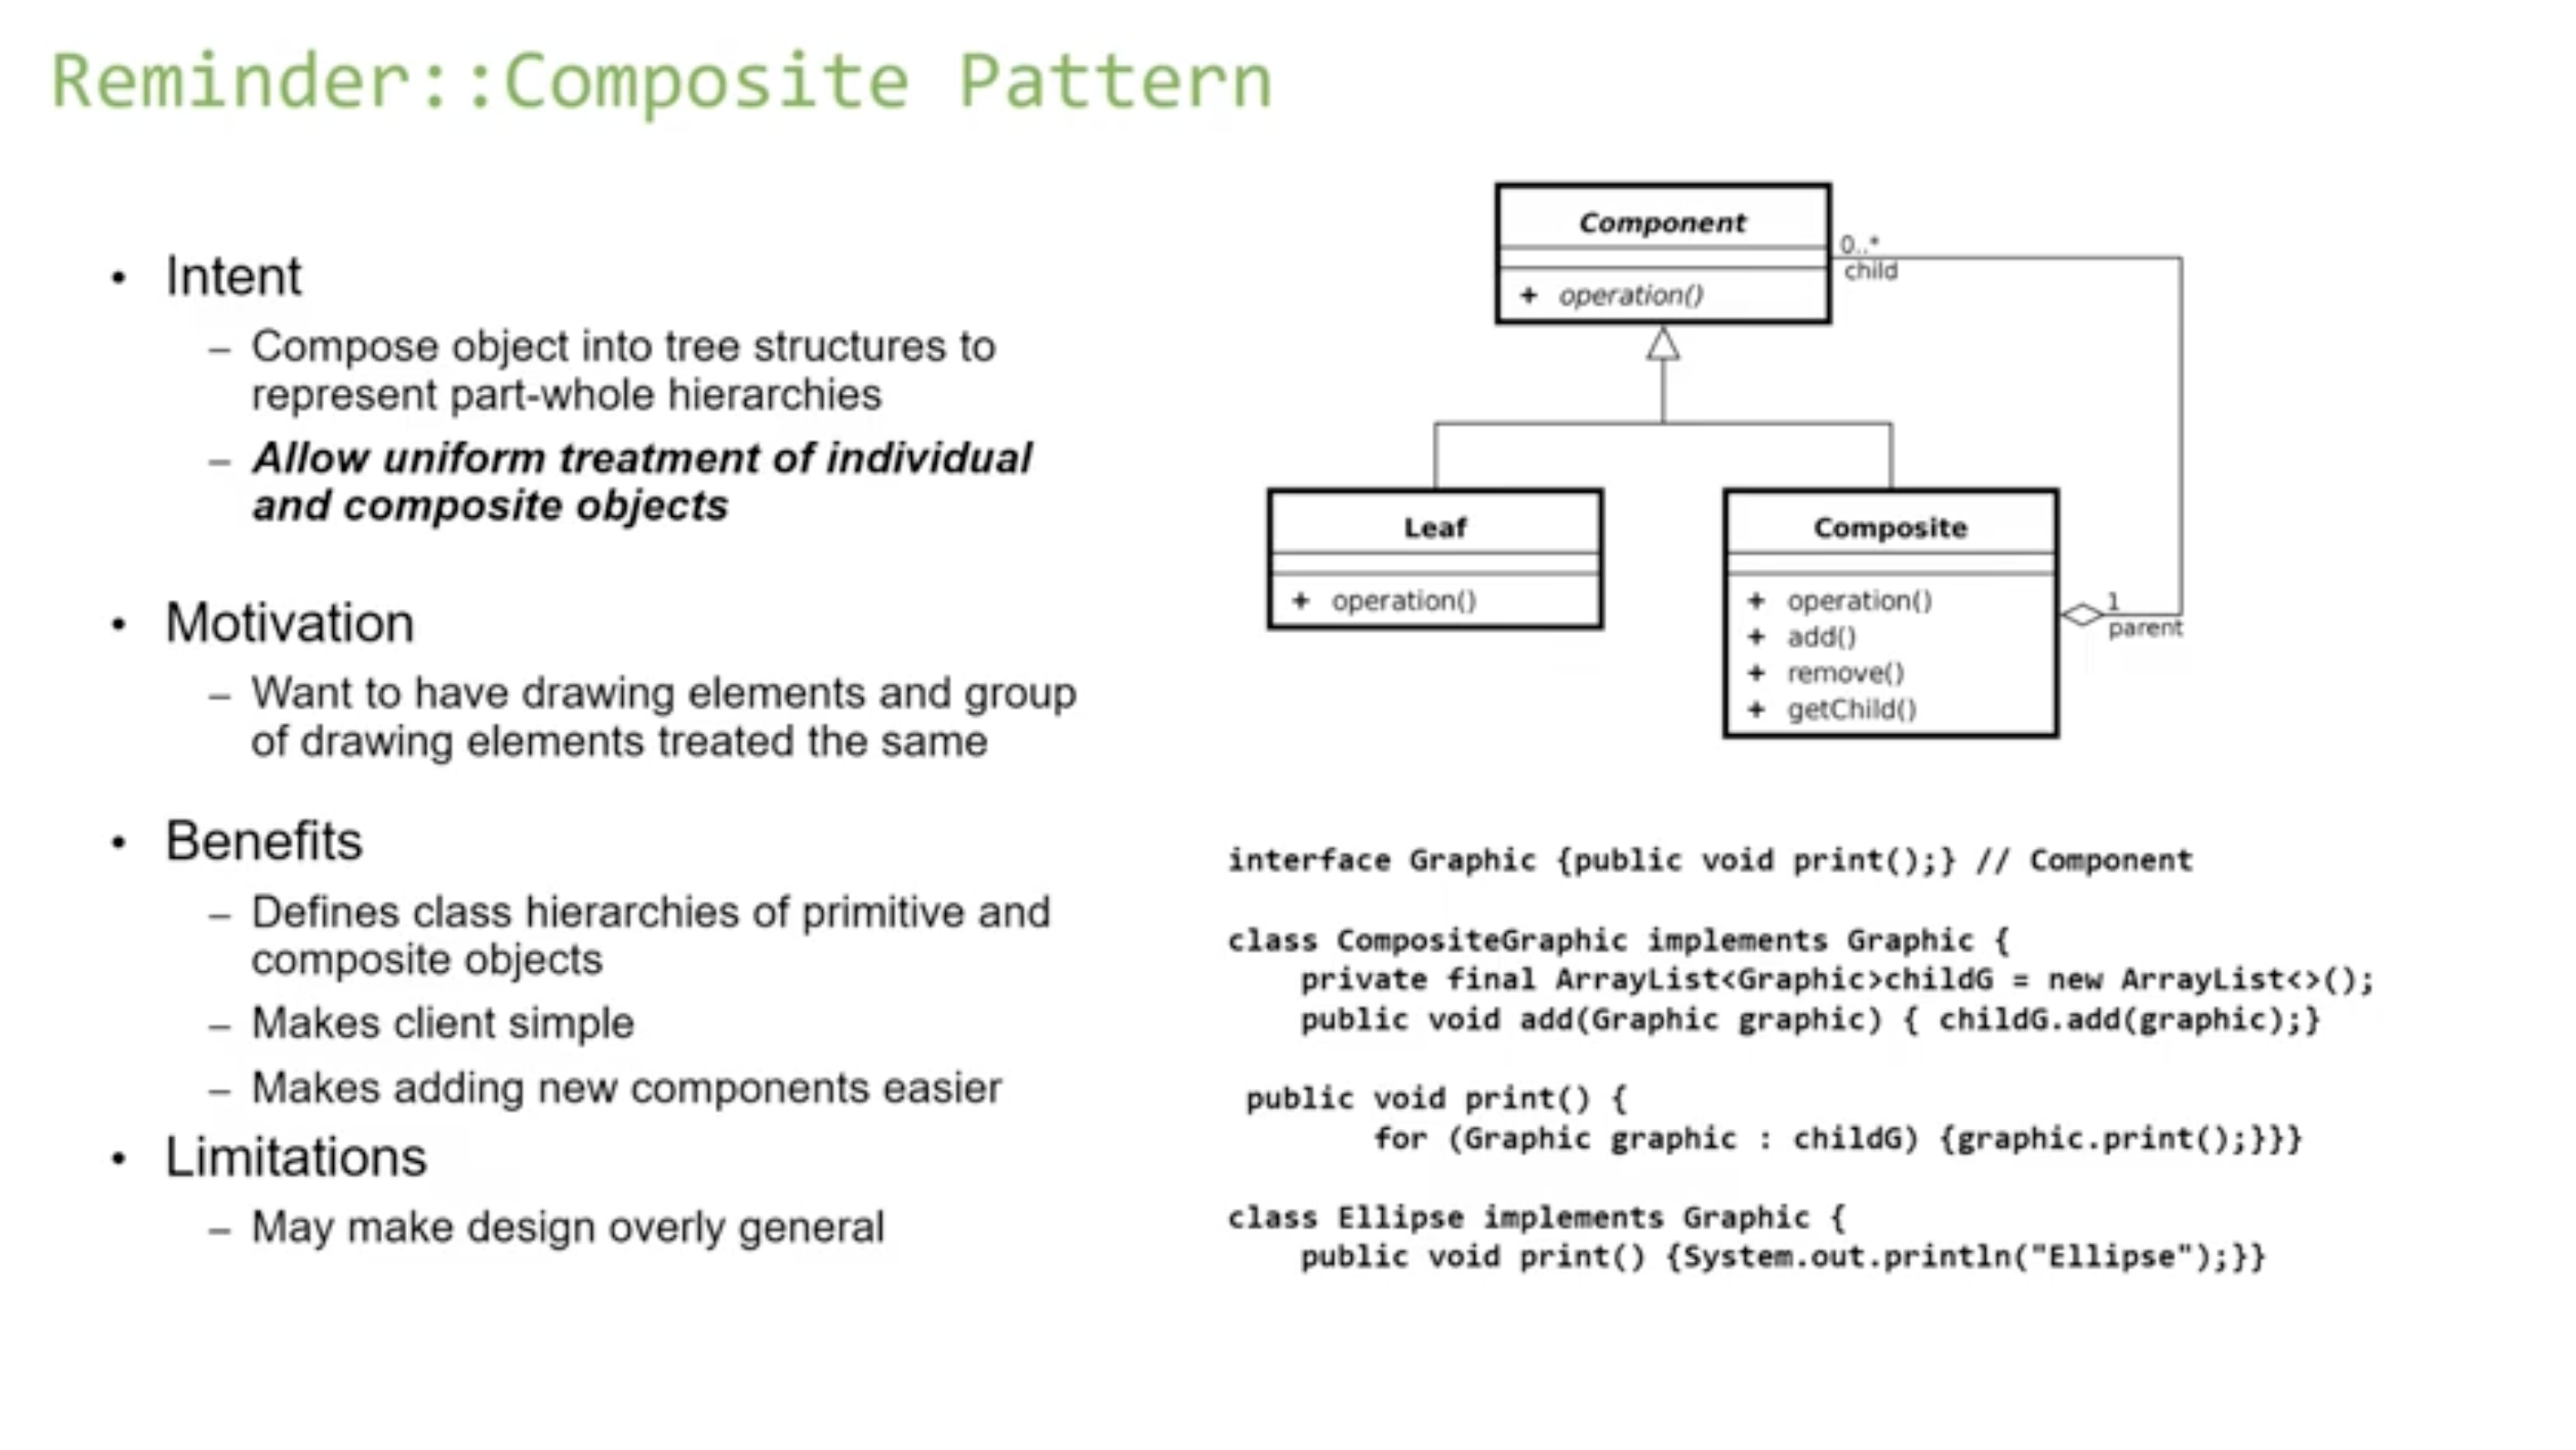 Reminder::Composite Pattern
• Intent
– Compose object into tree structures to
represent part-whole hierarchies
– Allow uniform treatment of individual
and composite objects
• Motivation
– Want to have drawing elements and group
of drawing elements treated the same
• Benefits
– Defines class hierarchies of primitive and
composite objects
– Makes client simple
– Makes adding new components easier
• Limitations
– May make design overly general
Component
+ operation()
0..*
child
Leaf
+ operation()
Composite
+ operation()
+ add()
+ remove()
+ getChild()
1
parent
interface Graphic {public void print();} // Component
class CompositeGraphic implements Graphic {
    private final ArrayList<Graphic>childG = new ArrayList<>();
    public void add(Graphic graphic) { childG.add(graphic);}
 public void print() {
        for (Graphic graphic : childG) {graphic.print();}}}
class Ellipse implements Graphic {
    public void print() {System.out.println("Ellipse");}}